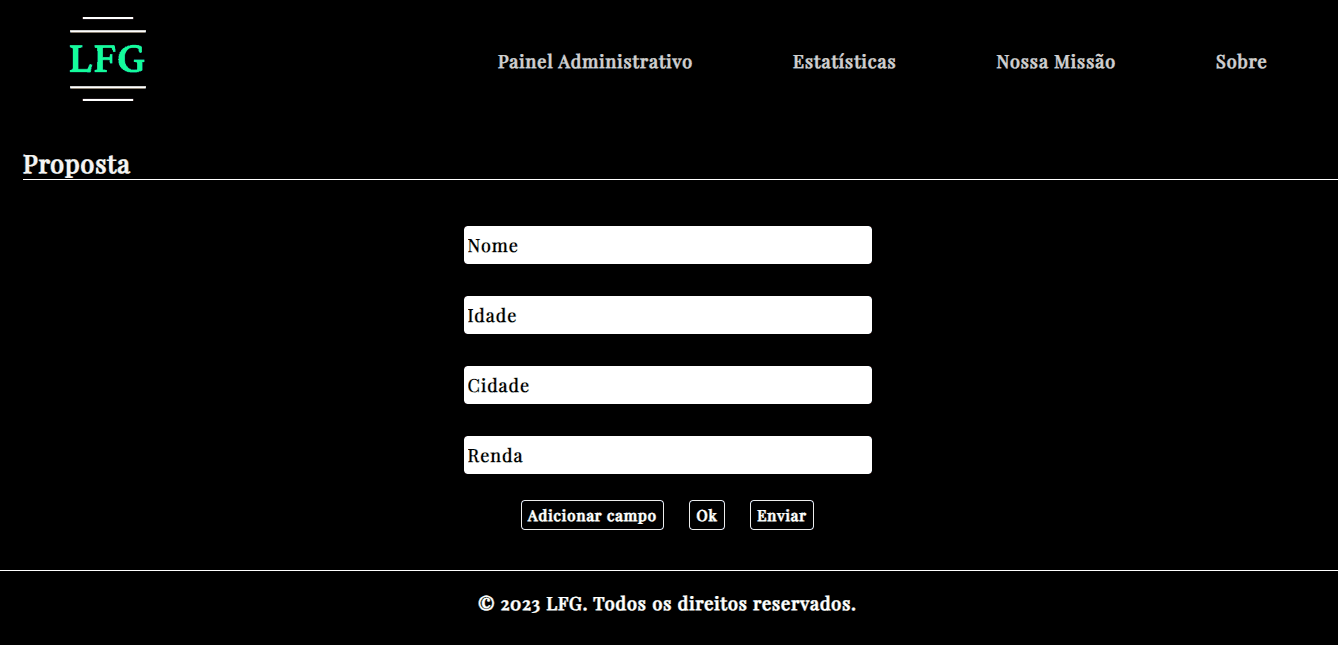 LFG
Painel Administrativo Estatísticas Nossa Missão Sobre
Proposta
Nome
Idade
Cidade
Renda
Adicionar campo Ok Enviar
© 2023 LFG. Todos os direitos reservados.